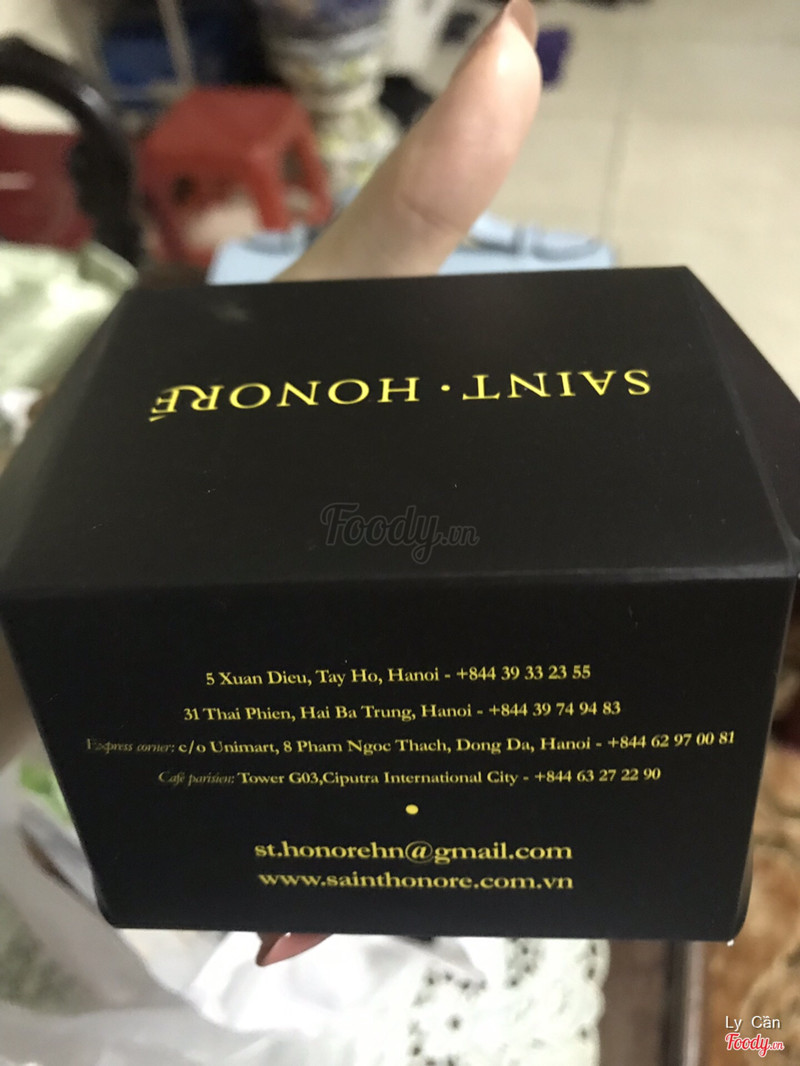 SAINT · HONORÉ
Foody.vn
5 Xuan Dieu, Tay Ho, Hanoi - +844 39 33 23 55
31 Thai Phien, Hai Ba Trung, Hanoi - +844 39 74 94 83
Express corner: c/o Unimart, 8 Pham Ngoc Thach, Dong Da, Hanoi - +844 62 97 00 81
Café parisien: Tower G03,Ciputra International City - +844 63 27 22 90
st.honorehn@gmail.com
www.sainthonore.com.vn
Ly Cần
Foody.vn